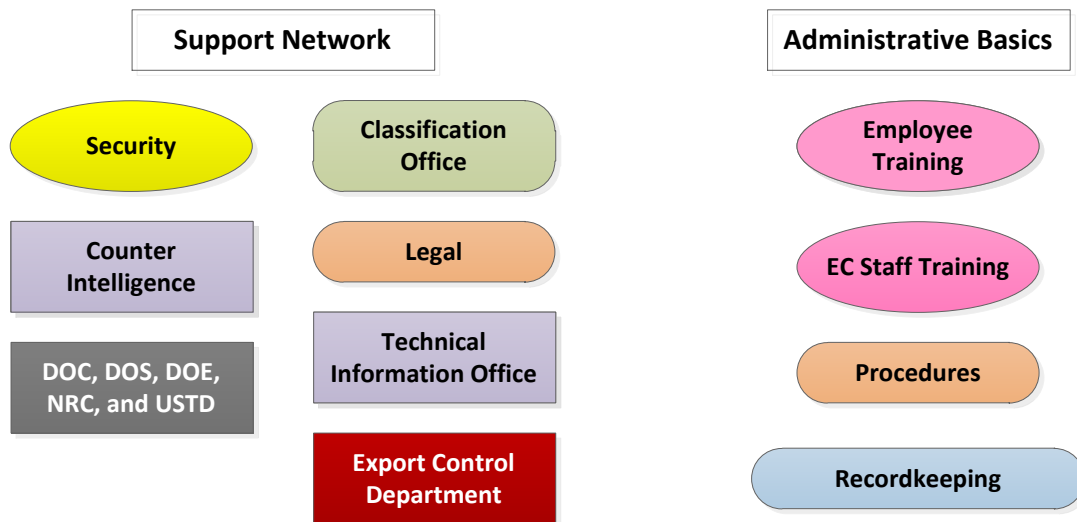 Support Network
Security
Counter
Intelligence
DOC, DOS, DOE,
NRC, and USTD
Classification
Office
Legal
Technical
Information Office
Export Control
Department
Administrative Basics
Employee
Training
EC Staff Training
Procedures
Recordkeeping